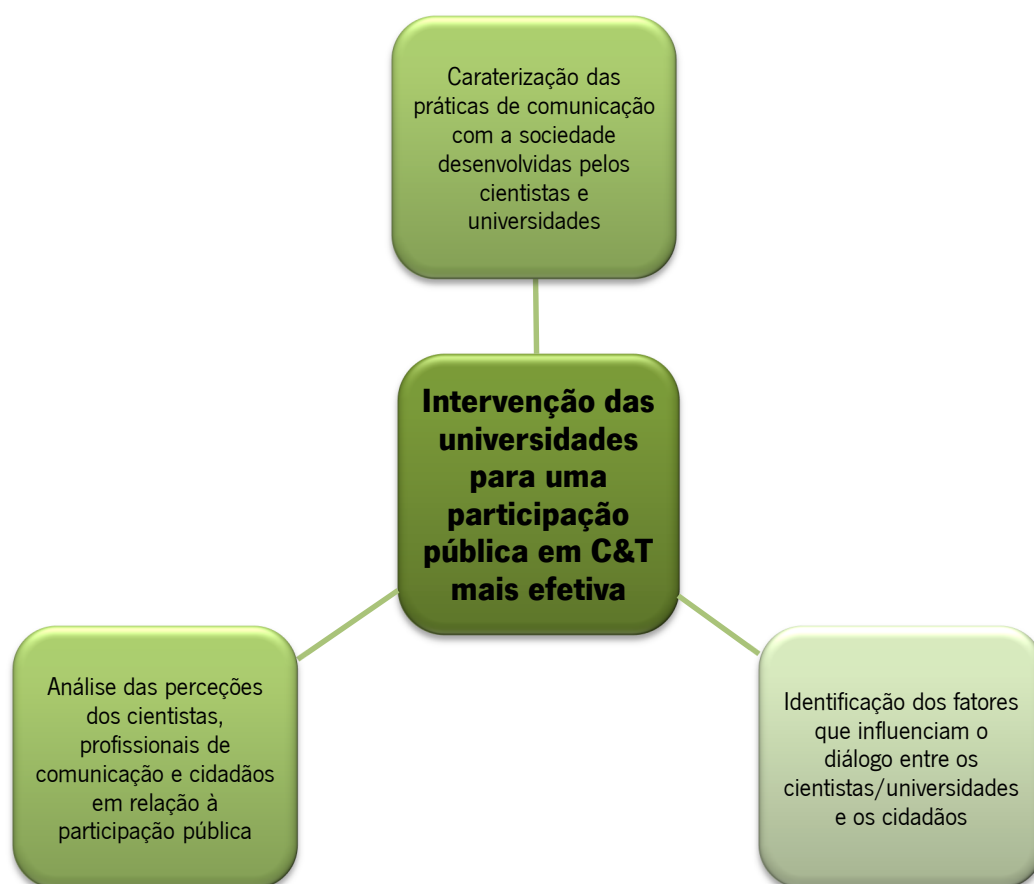 Caraterização das
práticas de comunicação
com a sociedade
desenvolvidas pelos
cientistas e
universidades
Intervenção das
universidades
para uma
participação
pública em C&T
mais efetiva
Análise das perceções
dos cientistas,
profissionais de
comunicação e cidadãos
em relação à
participação pública
Identificação dos fatores
que influenciam o
diálogo entre os
cientistas/universidades
e os cidadãos